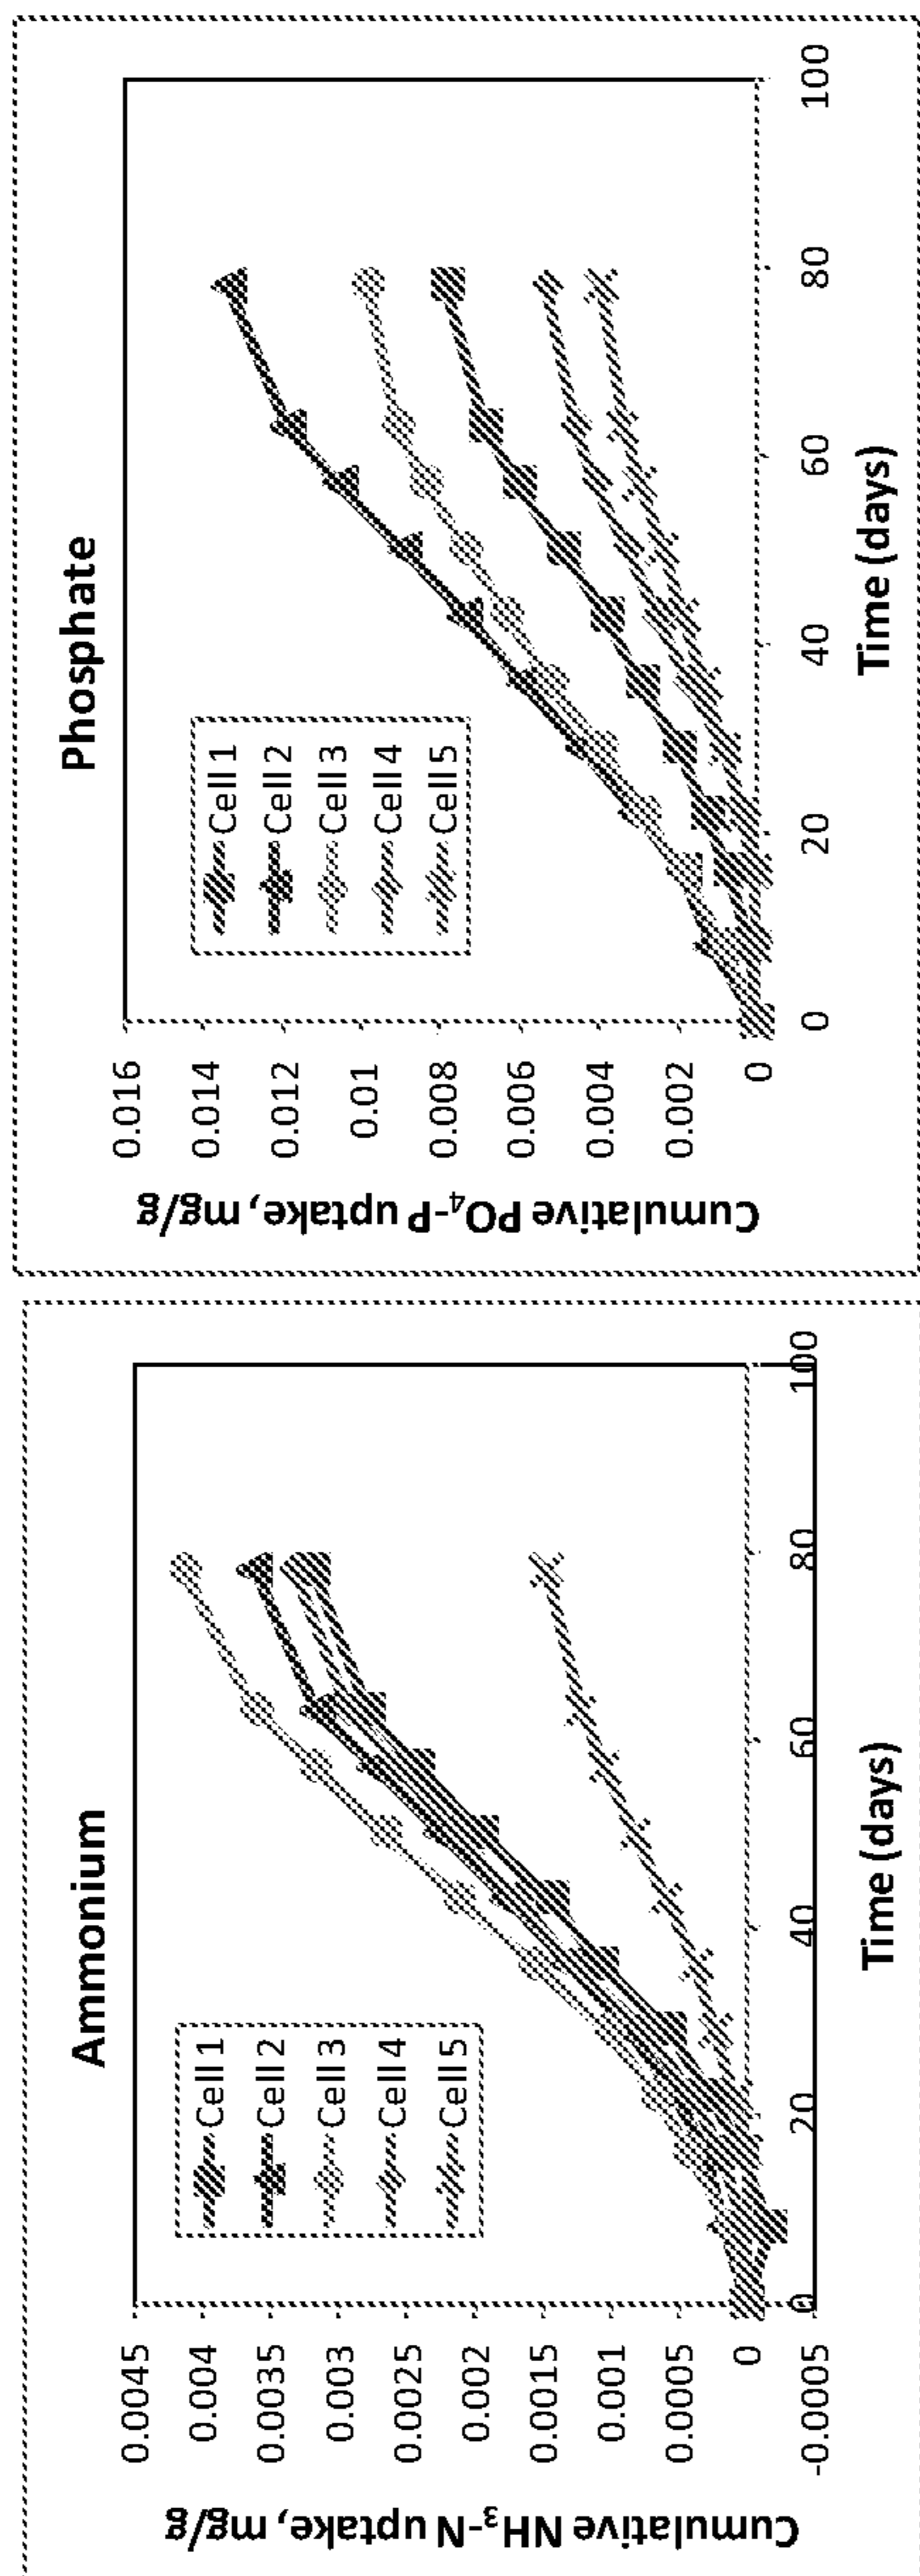 Ammonium
Cumulative NH₃-N uptake, mg/g
0.0045
0.004
0.0035
0.003
0.0025
0.002
0.0015
0.001
0.0005
0
-0.0005
Cell 1
Cell 2
Cell 3
Cell 4
Cell 5
0 20 40 60 80 100
Time (days)
Phosphate
Cumulative PO₄-P uptake, mg/g
0.016
0.014
0.012
0.01
0.008
0.006
0.004
0.002
0
Cell 1
Cell 2
Cell 3
Cell 4
Cell 5
0 20 40 60 80 100
Time (days)